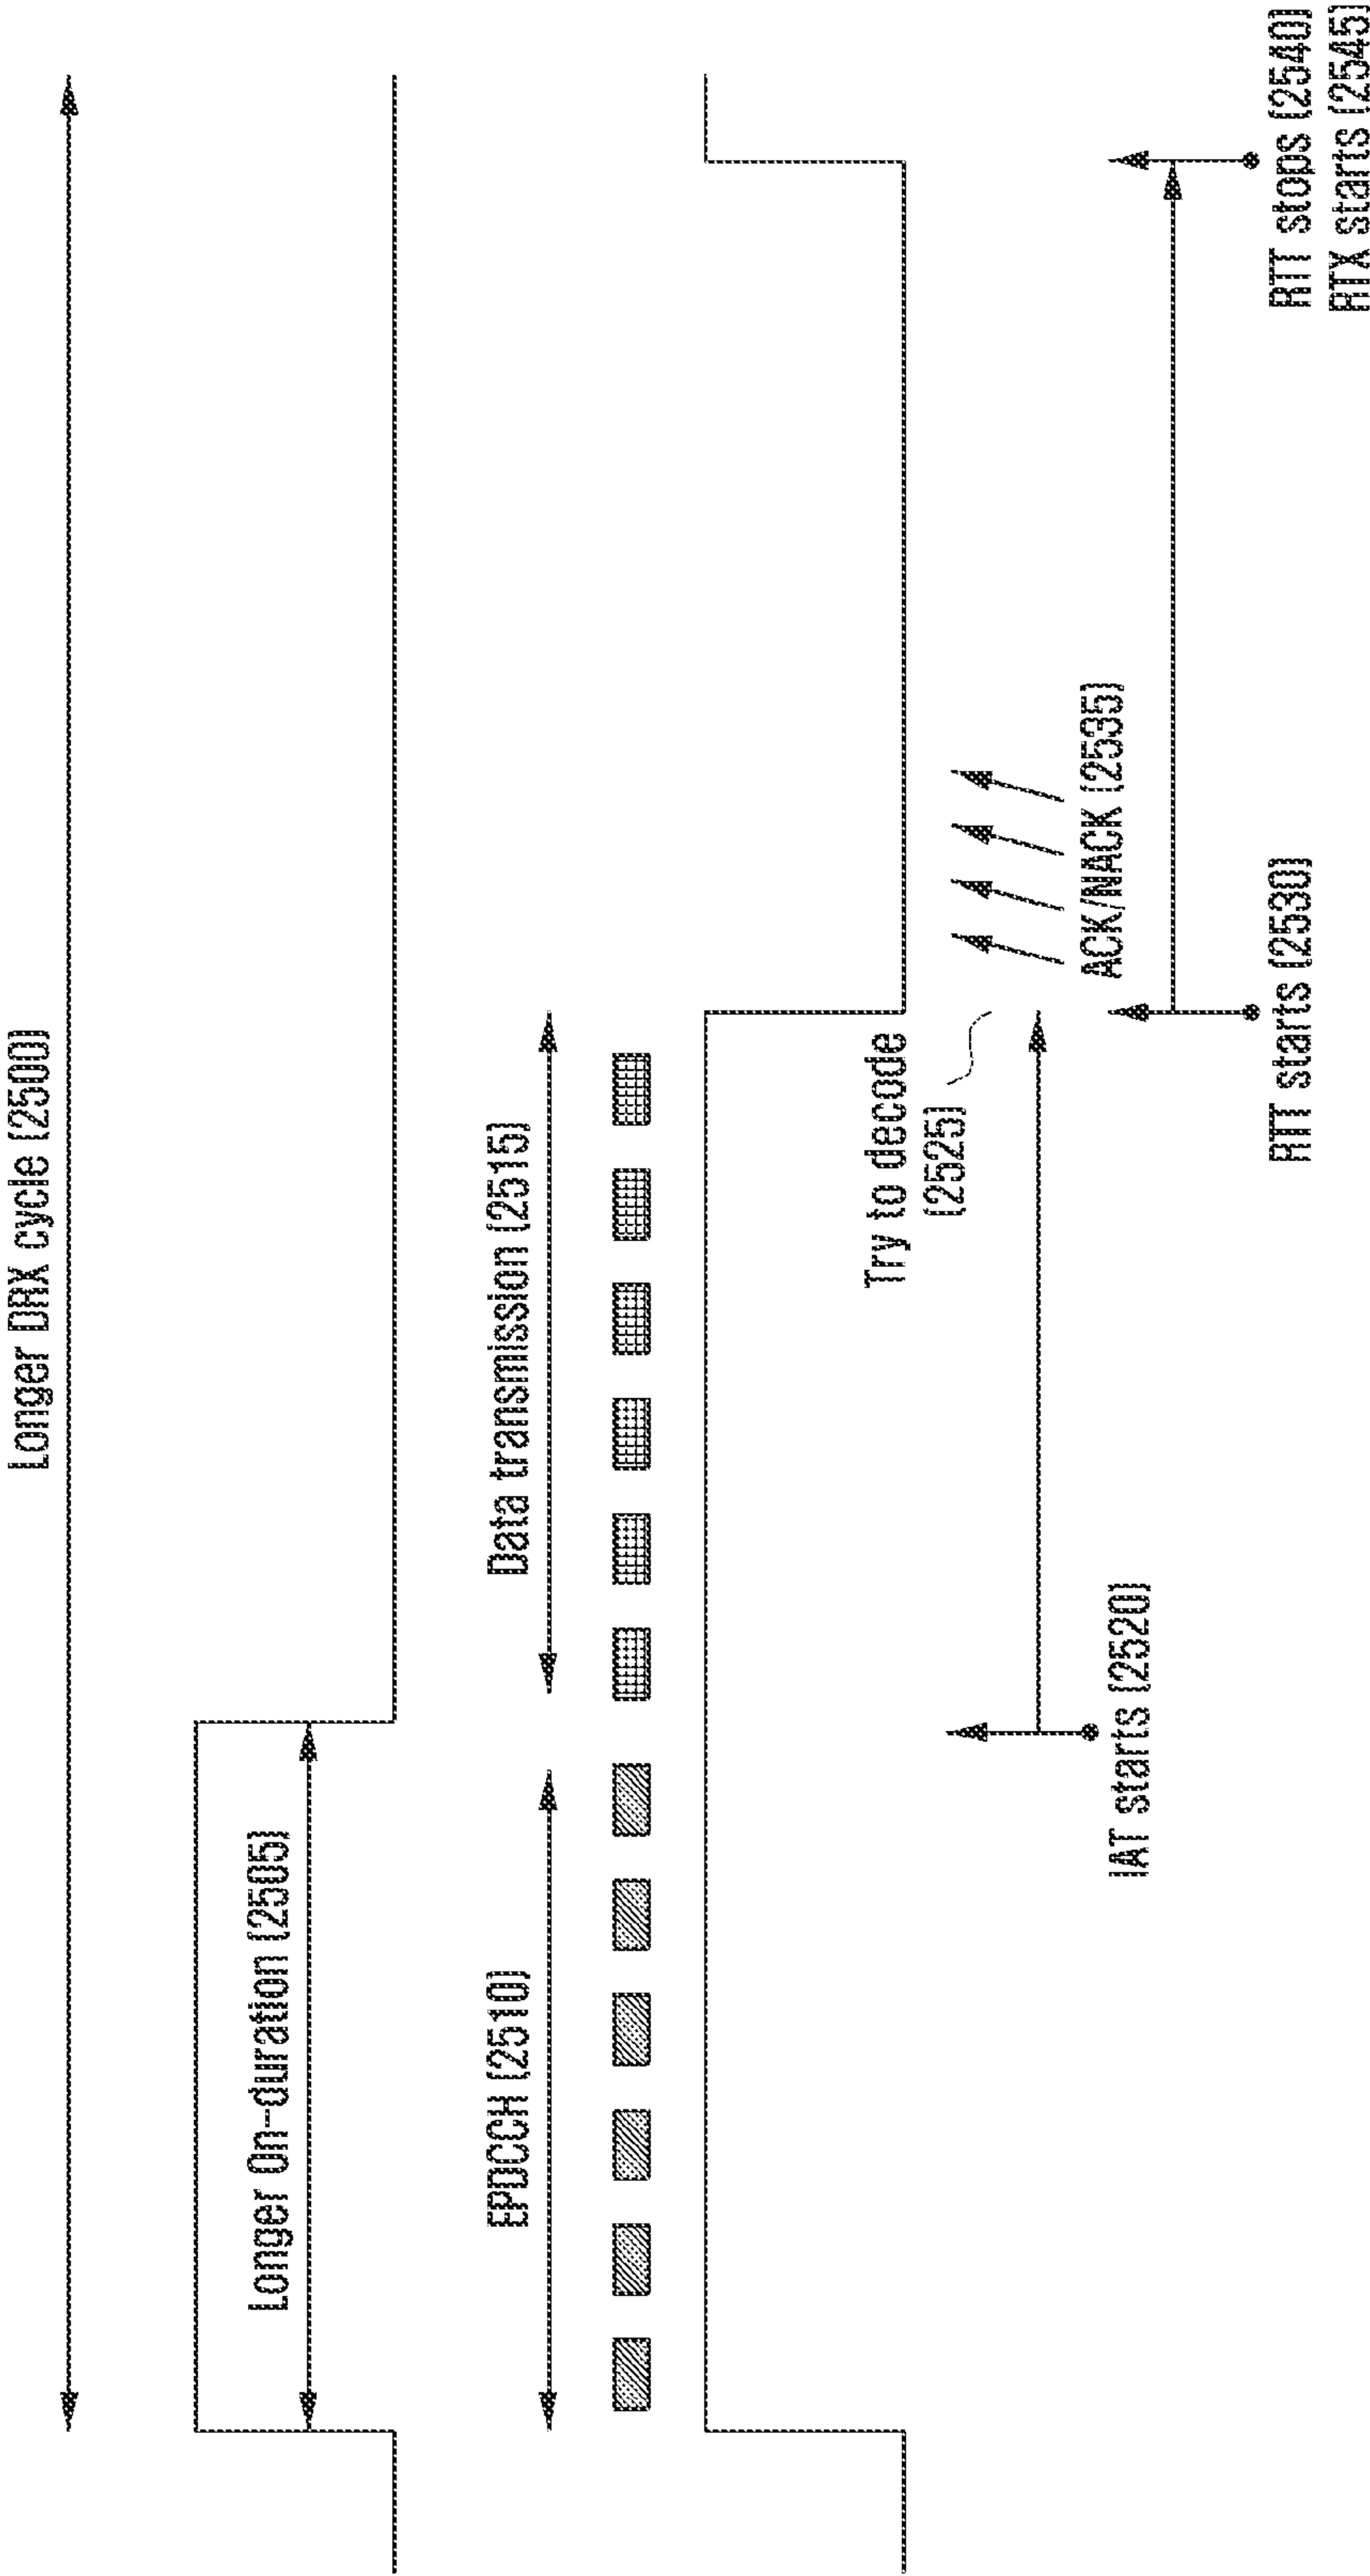 Longer DRX cycle (2500)
Longer On-duration (2505)
EPDCCH (2510)
Data transmission (2515)
Try to decode
(2525)
IAT starts (2520)
ACK/NACK (2535)
RTT starts (2530)
RTT stops (2540)
RTX starts (2545)